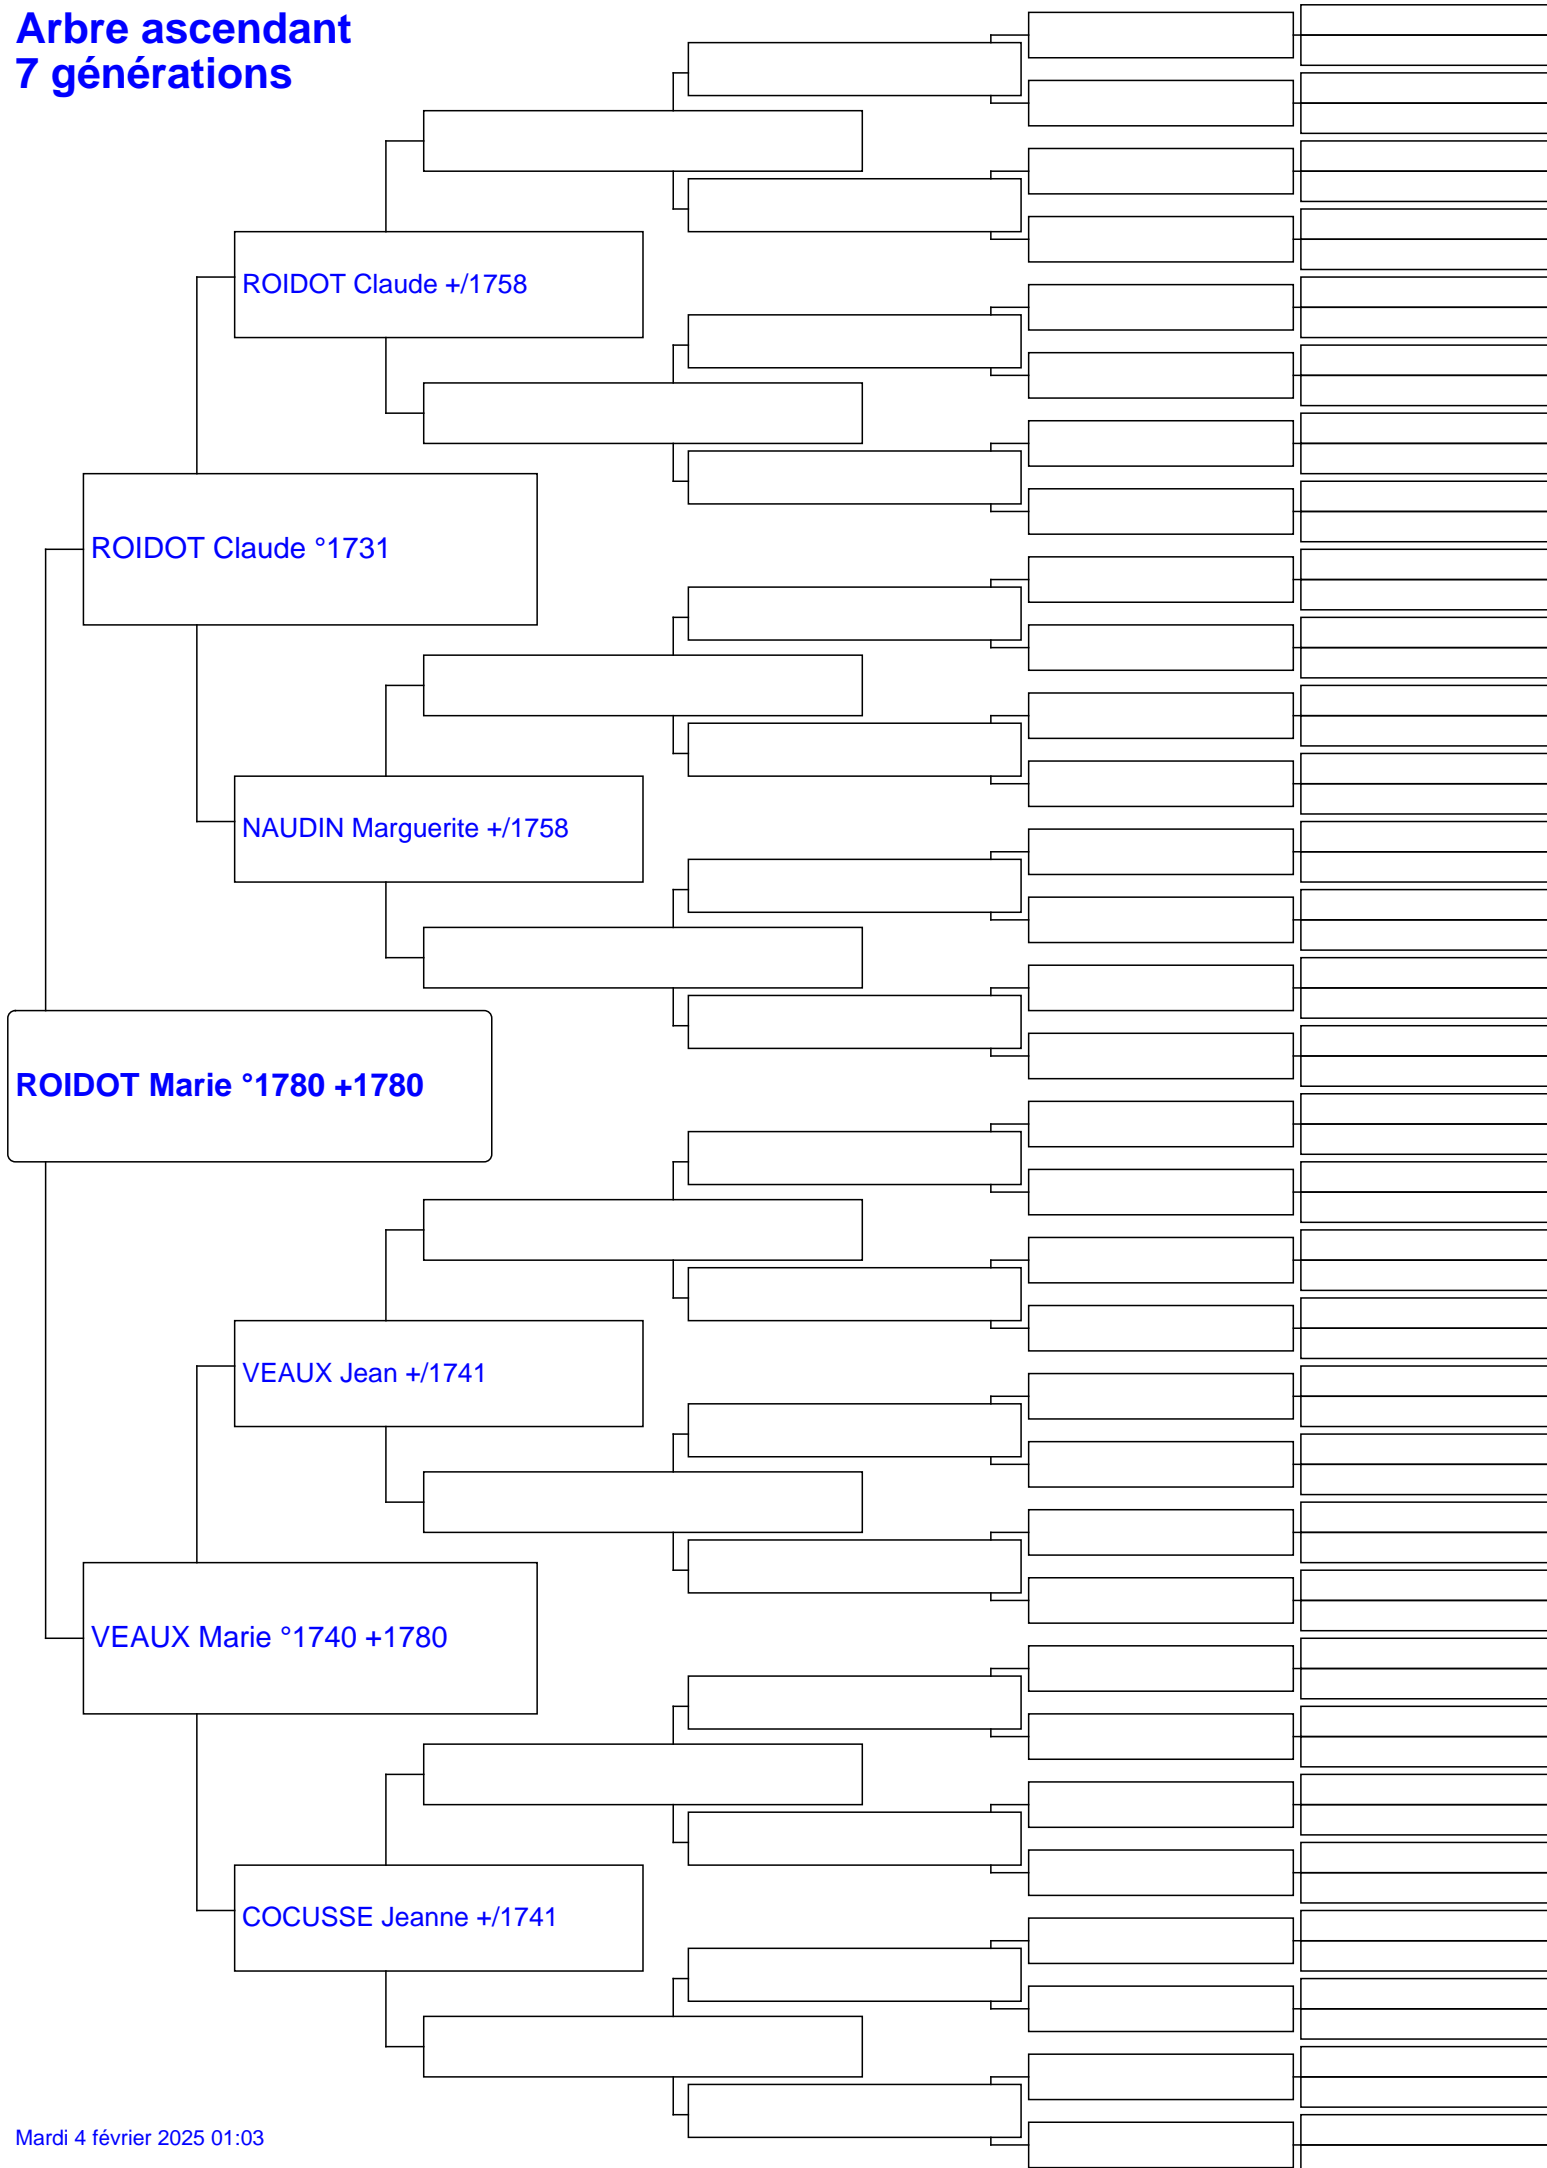 Arbre ascendant
7 générations
ROIDOT Claude +/1758
ROIDOT Claude °1731
NAUDIN Marguerite +/1758
ROIDOT Marie °1780 +1780
VEAUX Jean +/1741
VEAUX Marie °1740 +1780
COCUSSE Jeanne +/1741
Mardi 4 février 2025 01:03